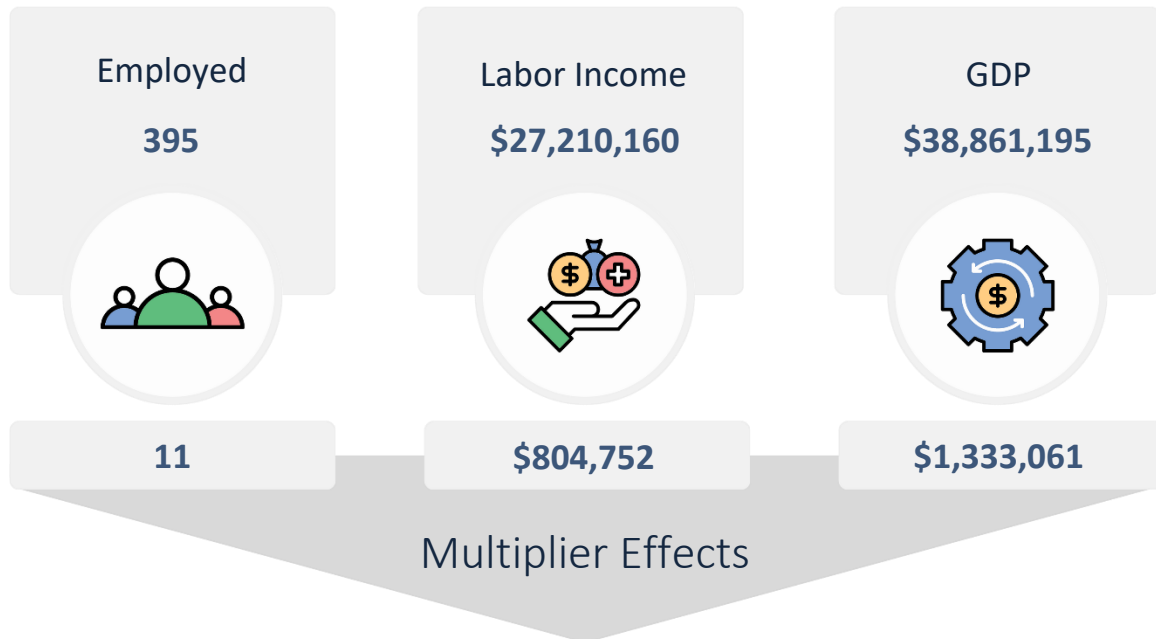 Employed
395
Labor Income
$27,210,160
GDP
$38,861,195
$
$
11
$804,752
$1,333,061
Multiplier Effects